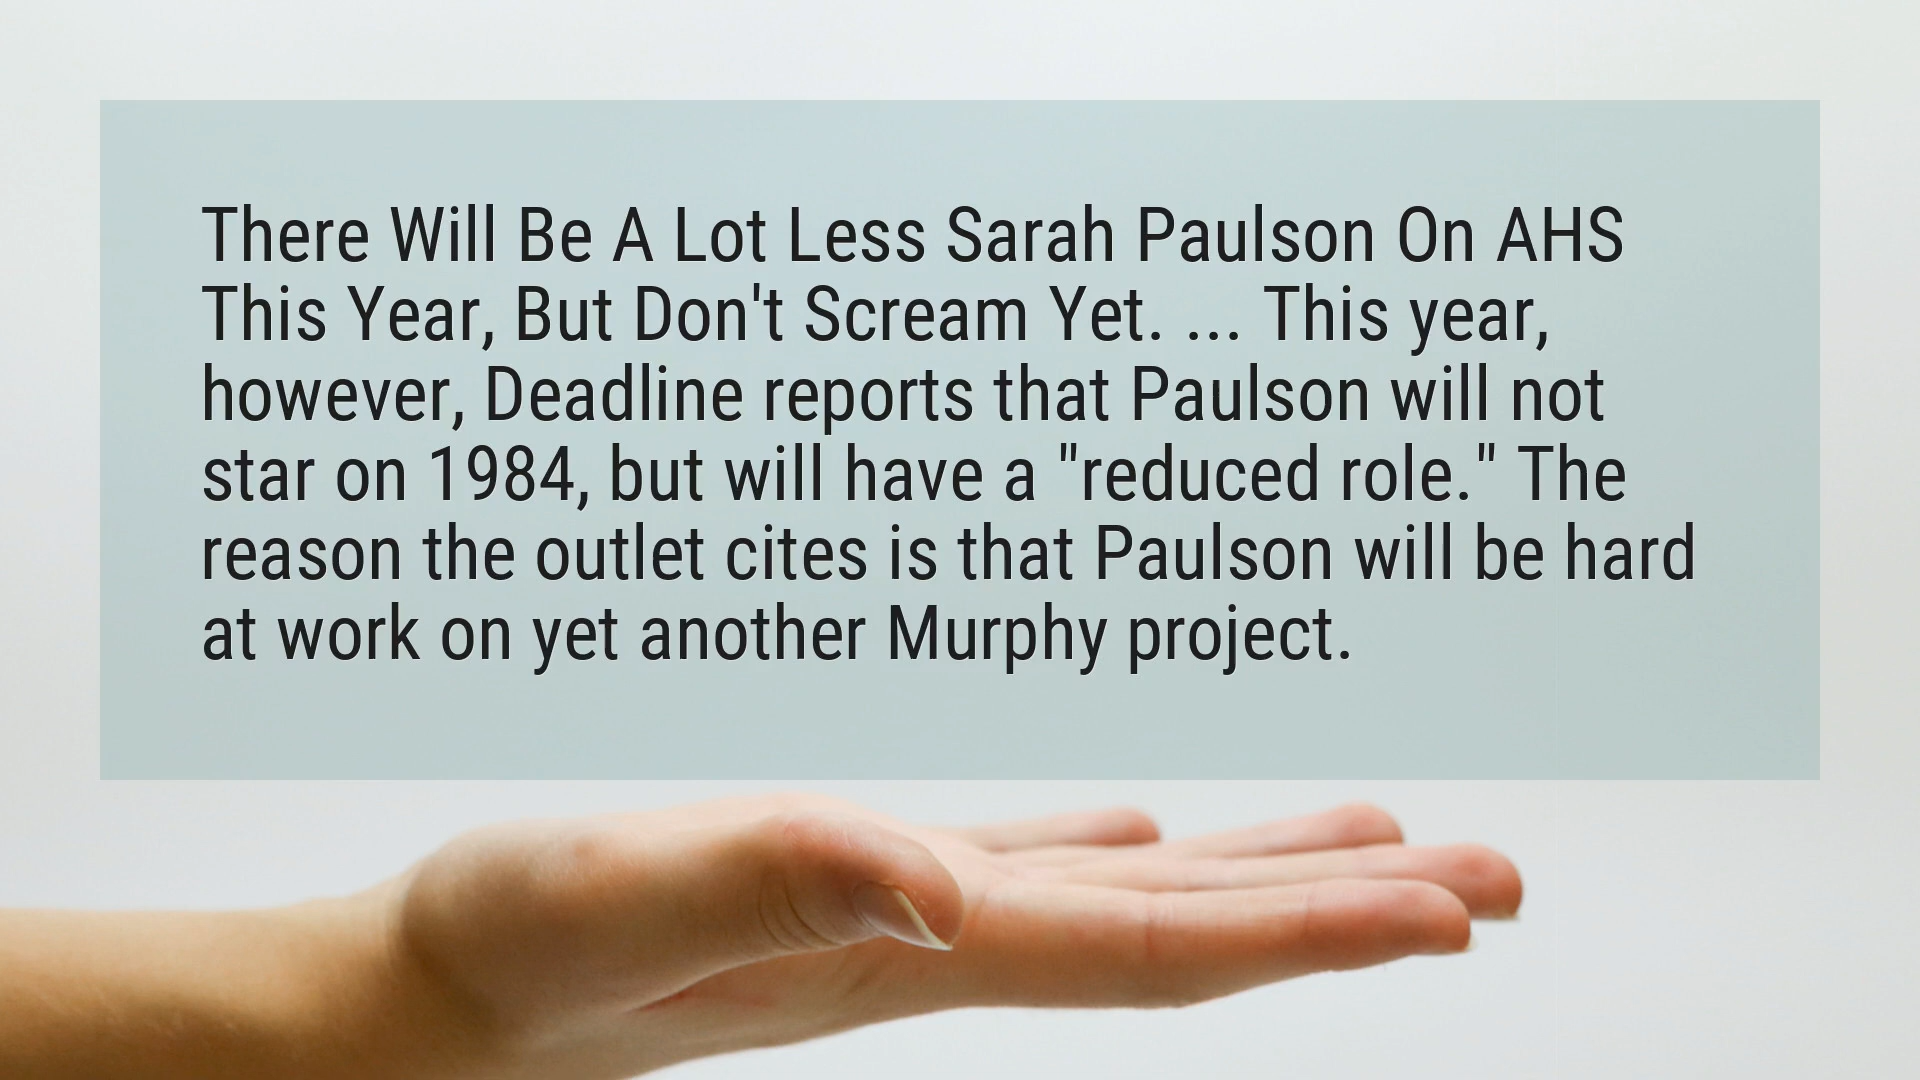 There Will Be A Lot Less Sarah Paulson On AHS
This Year, But Don't Scream Yet. ... This year,
however, Deadline reports that Paulson will not
star on 1984, but will have a "reduced role." The
reason the outlet cites is that Paulson will be hard
at work on yet another Murphy project.